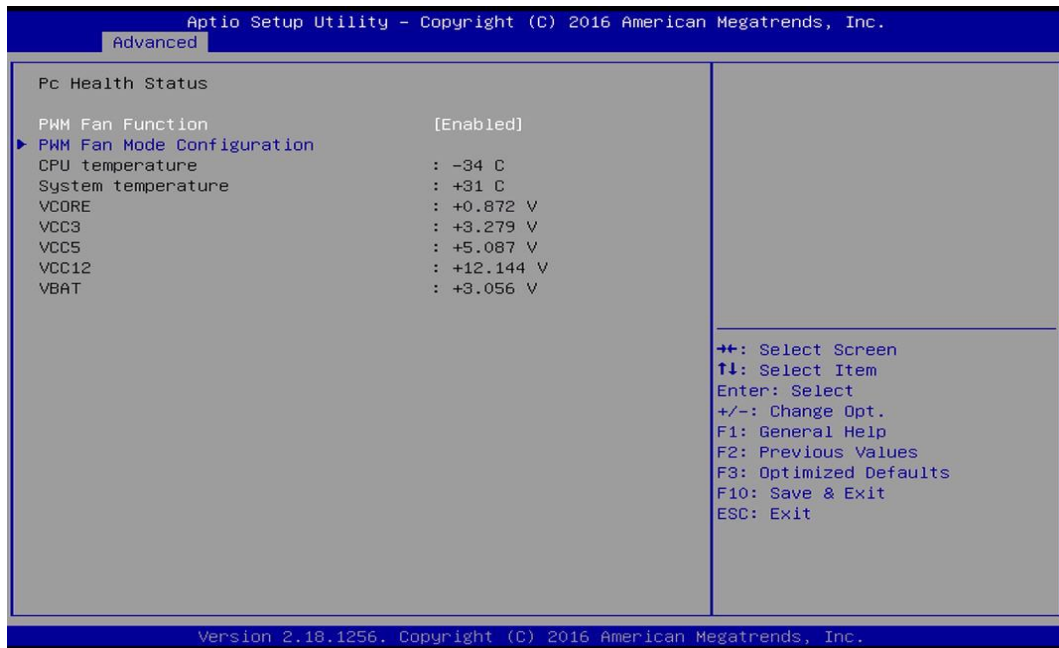 Aptio Setup Utility – Copyright (C) 2016 American Megatrends, Inc.
Advanced
Pc Health Status
PWM Fan Function [Enabled]
▶ PWM Fan Mode Configuration
CPU temperature : -34 C
System temperature : +31 C
VCORE : +0.872 V
VCC3 : +3.279 V
VCC5 : +5.087 V
VCC12 : +12.144 V
VBAT : +3.056 V
→←: Select Screen
↑↓: Select Item
Enter: Select
+/-: Change Opt.
F1: General Help
F2: Previous Values
F3: Optimized Defaults
F10: Save & Exit
ESC: Exit
Version 2.18.1256. Copyright (C) 2016 American Megatrends, Inc.